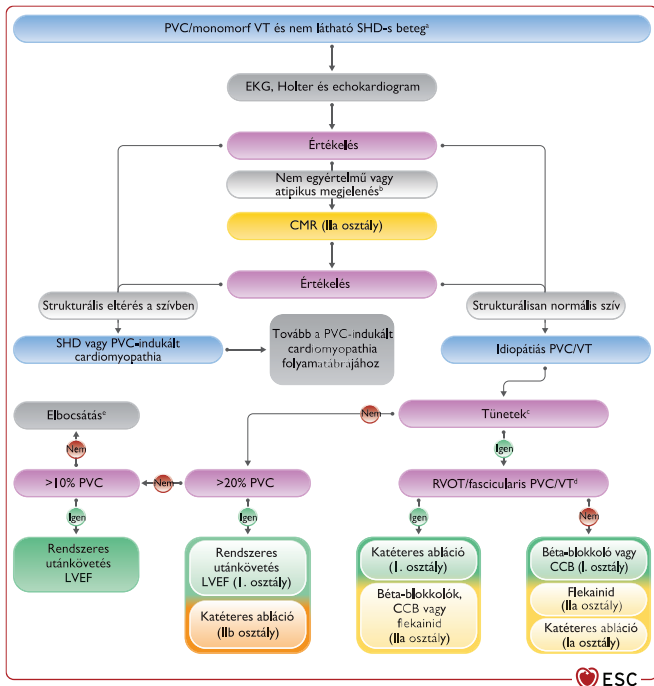 PVC/monomorf VT és nem látható SHD-s betegᵃ
EKG, Holter és echokardiogram
Értékelés
Nem egyértelmű vagy
atipikus megjelenésᵇ
CMR (IIa osztály)
Értékelés
Strukturális eltérés a szívben
Strukturálisan normális szív
SHD vagy PVC-indukált
cardiomyopathia
Tovább a PVC-indukált
cardiomyopathia
folyamatábrájához
Idiopátiás PVC/VT
Elbocsátásᵉ
Nem
Tünetekᶜ
Nem
Igen
>10% PVC
Nem
>20% PVC
RVOT/fascicularis PVC/VTᵈ
Igen
Igen
Igen
Nem
Rendszeres
utánkövetés
LVEF
Rendszeres
utánkövetés
LVEF (I. osztály)
Katéteres abláció
(IIb osztály)
Katéteres abláció
(I. osztály)
Béta-blokkolók,
CCB vagy
flekainid
(IIa osztály)
Béta-blokkoló vagy
CCB (I. osztály)
Flekainid
(IIa osztály)
Katéteres abláció
(Ia osztály)
ESC